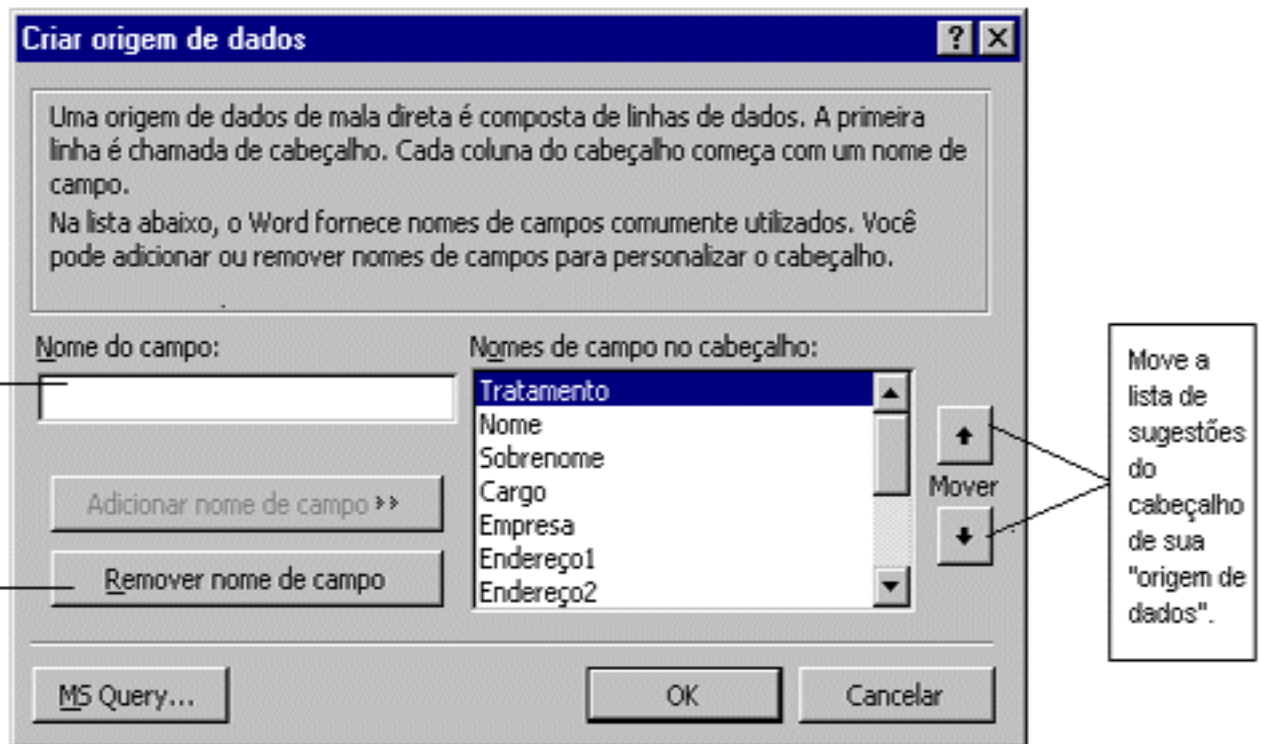 Criar origem de dados
Uma origem de dados de mala direta é composta de linhas de dados. A primeira
linha é chamada de cabeçalho. Cada coluna do cabeçalho começa com um nome de
campo.
Na lista abaixo, o Word fornece nomes de campos comumente utilizados. Você
pode adicionar ou remover nomes de campos para personalizar o cabeçalho.
Nome do campo:
Adicionar nome de campo >>
Remover nome de campo
Nomes de campo no cabeçalho:
Tratamento
Nome
Sobrenome
Cargo
Empresa
Endereço1
Endereço2
Mover
MS Query...
OK
Cancelar
Move a
lista de
sugestões
do
cabeçalho
de sua
"origem de
dados".